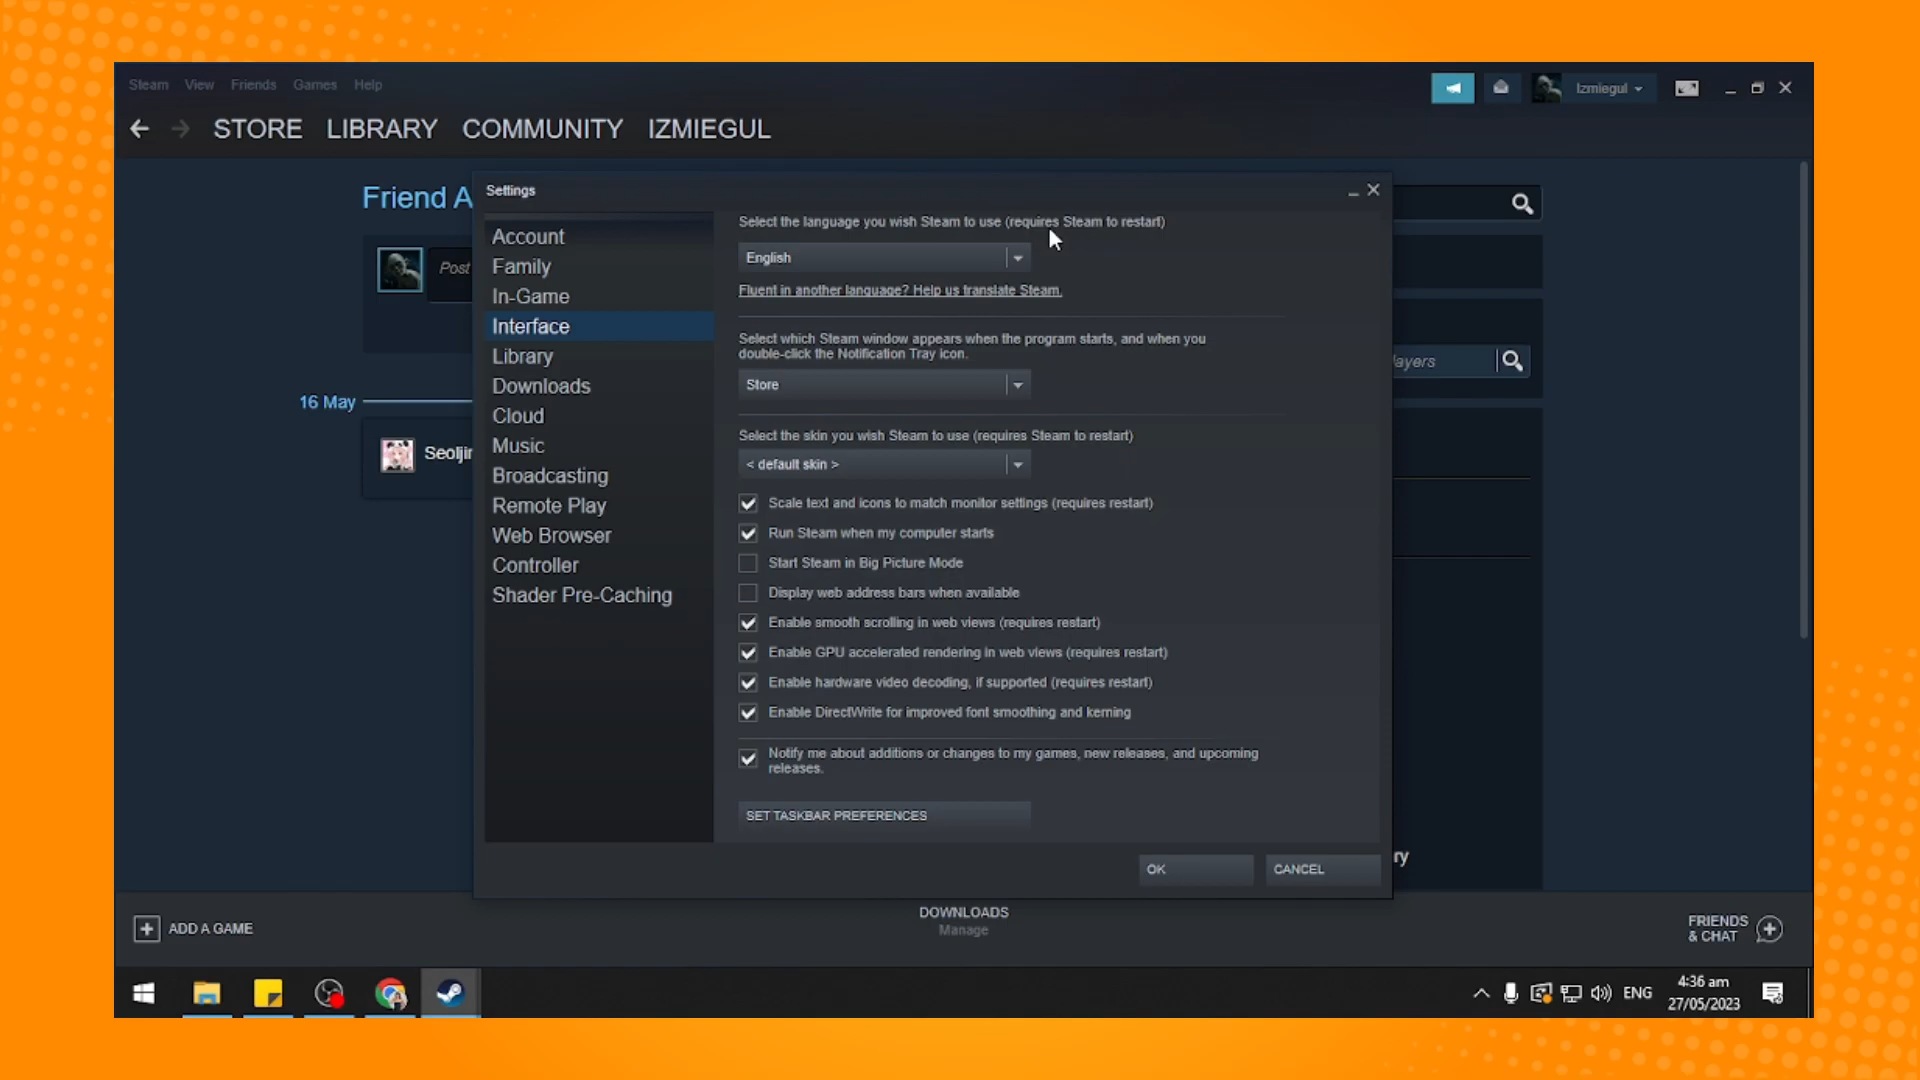 Steam View Friends Games Help
Izmiegul
STORE LIBRARY COMMUNITY IZMIEGUL
Friend A
Post
16 May
Seoljin
ayers
ry
Settings
Account
Family
In-Game
Interface
Library
Downloads
Cloud
Music
Broadcasting
Remote Play
Web Browser
Controller
Shader Pre-Caching
Select the language you wish Steam to use (requires Steam to restart)
English
Fluent in another language? Help us translate Steam.
Select which Steam window appears when the program starts, and when you
double-click the Notification Tray icon.
Store
Select the skin you wish Steam to use (requires Steam to restart)
< default skin >
Scale text and icons to match monitor settings (requires restart)
Run Steam when my computer starts
Start Steam in Big Picture Mode
Display web address bars when available
Enable smooth scrolling in web views (requires restart)
Enable GPU accelerated rendering in web views (requires restart)
Enable hardware video decoding, if supported (requires restart)
Enable DirectWrite for improved font smoothing and kerning
Notify me about additions or changes to my games, new releases, and upcoming
releases.
SET TASKBAR PREFERENCES
OK CANCEL
ADD A GAME
DOWNLOADS
Manage
FRIENDS
& CHAT
ENG
4:36 am
27/05/2023